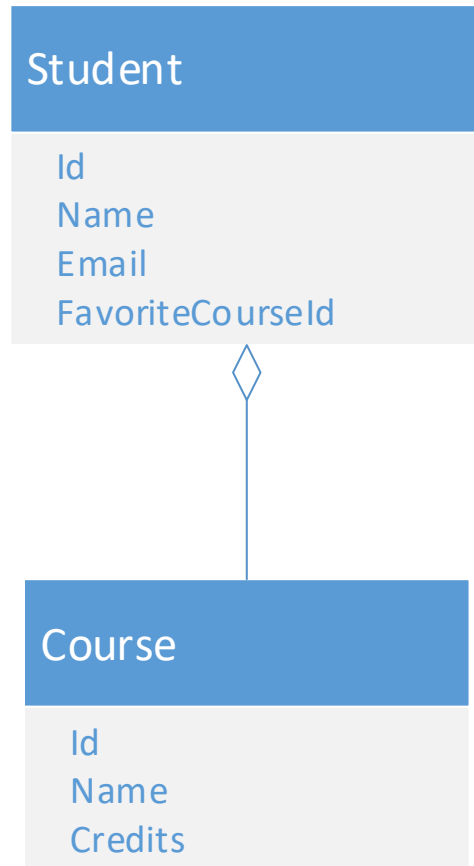 Student
Id
Name
Email
FavoriteCourseId
Course
Id
Name
Credits